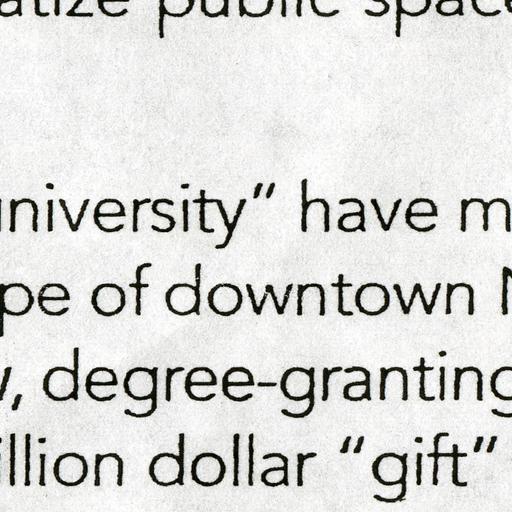 atize public space
university” have m
pe of downtown N
, degree-granting
illion dollar “gift”